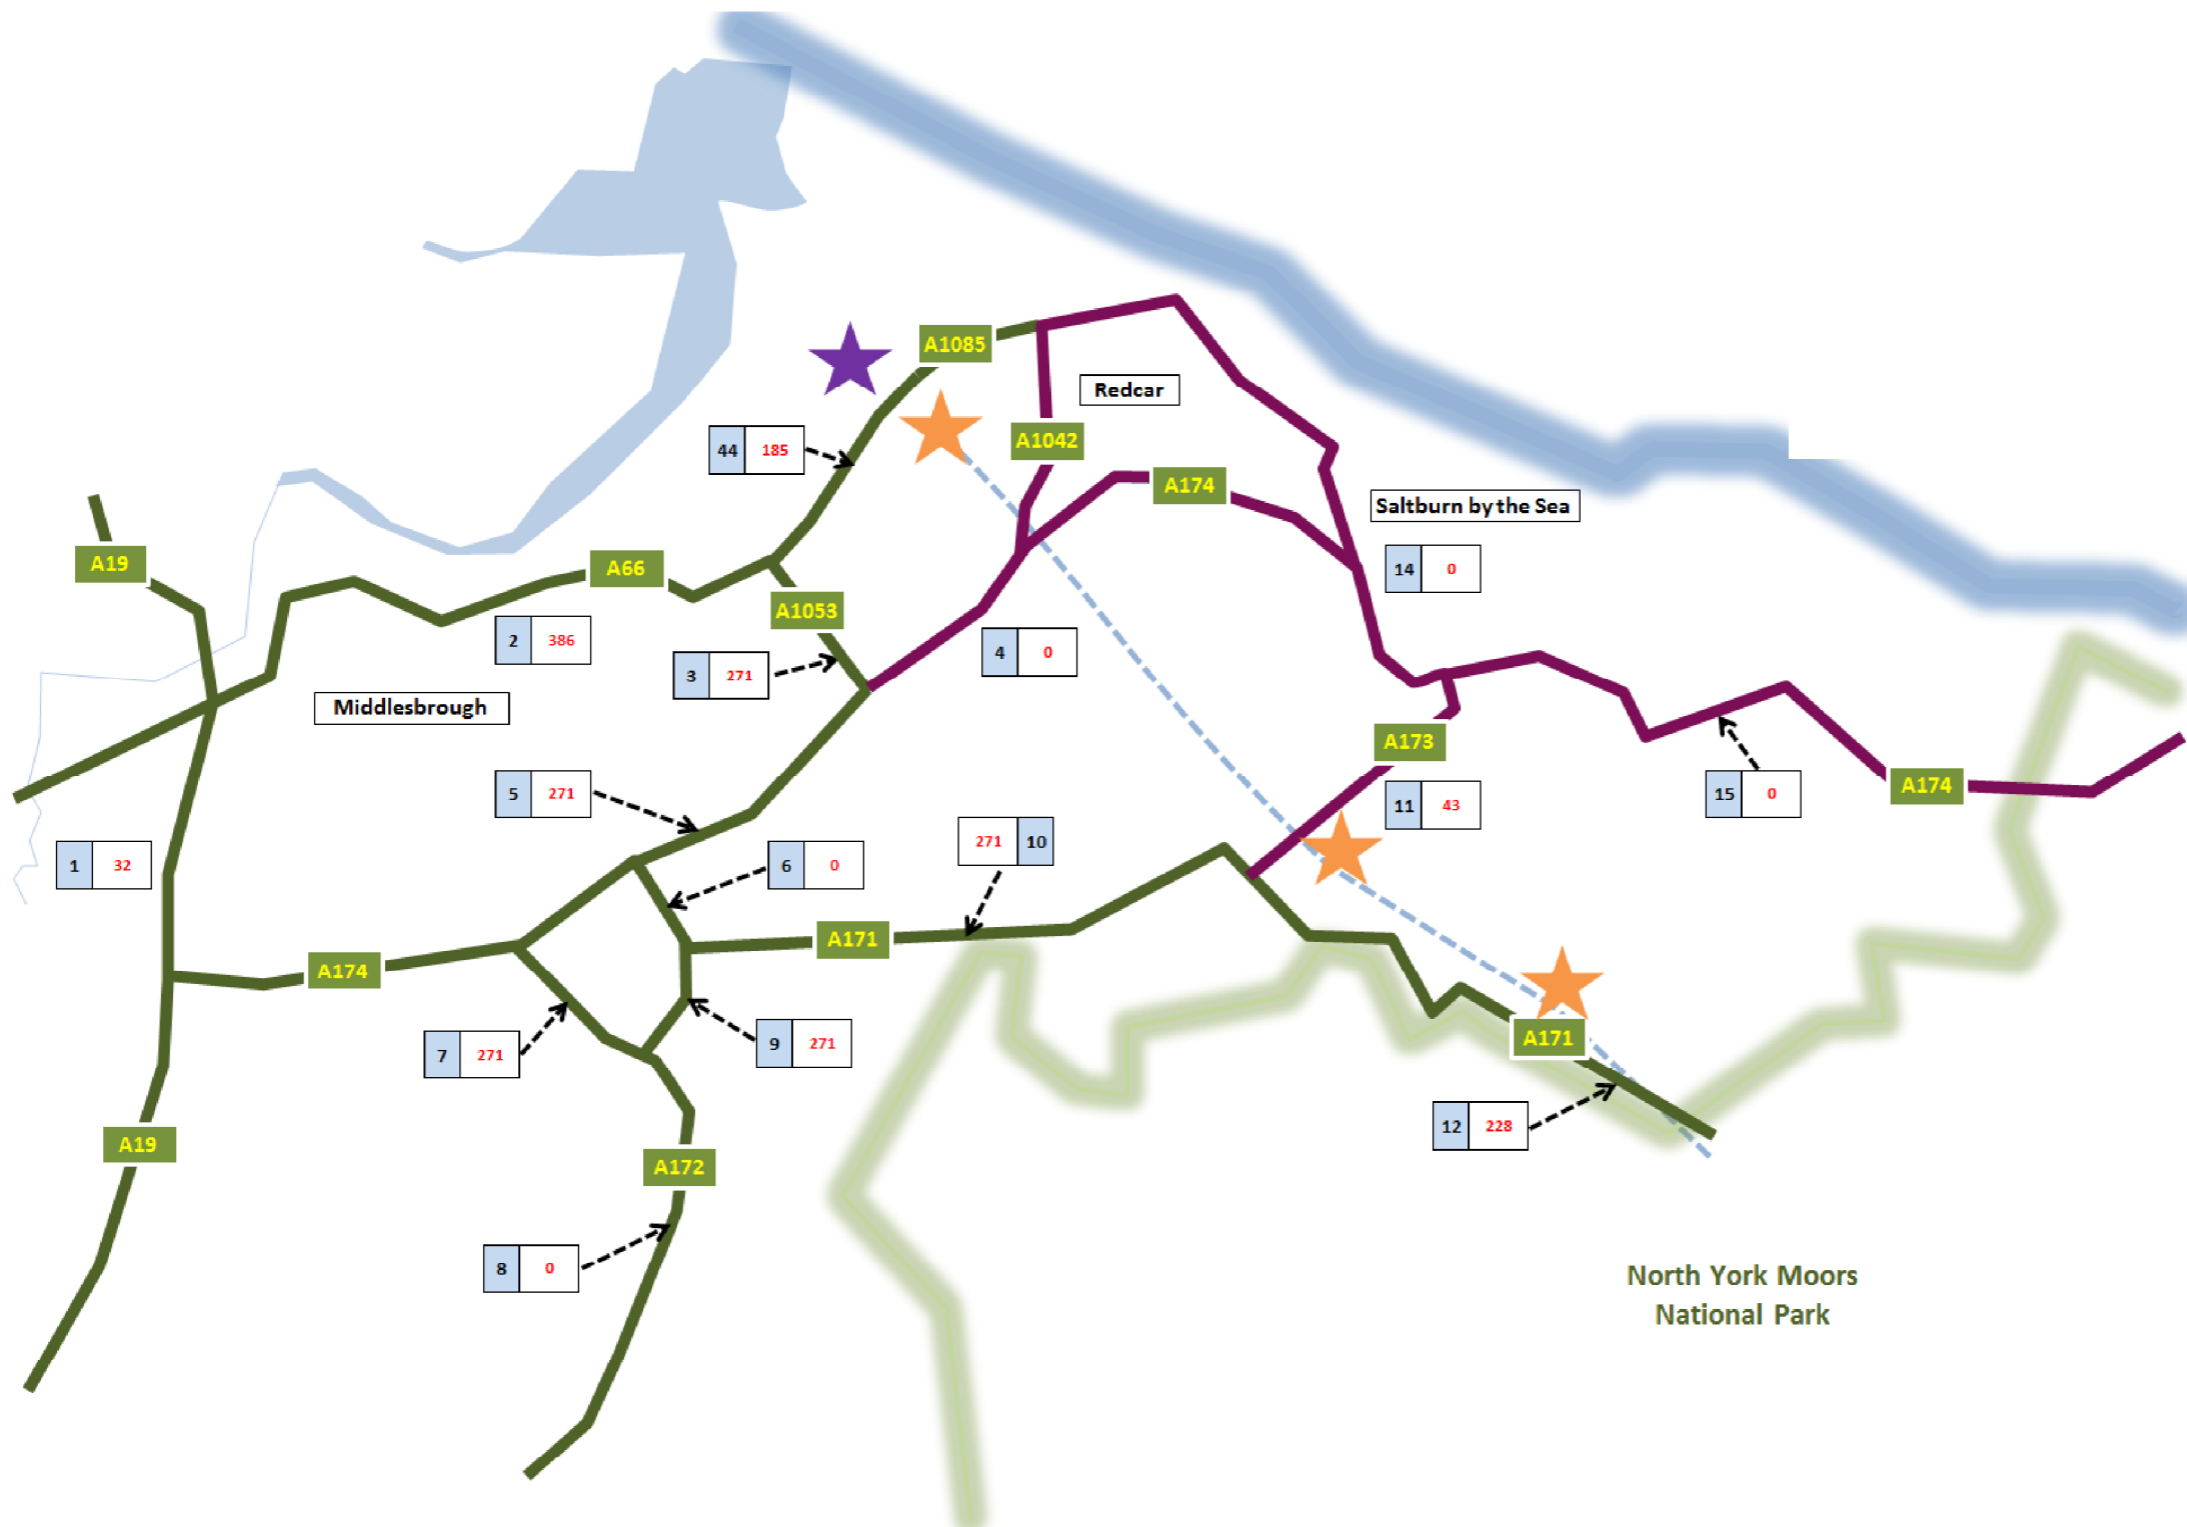 A1085
Redcar
A1042
44 185
A174
Saltburn by the Sea
A19
A66
14 0
A1053
2 386
4 0
3 271
Middlesbrough
A173
5 271
11 43
15 0
A174
1 32
6 0
271 10
A171
A174
7 271
9 271
A171
12 228
A19
A172
8 0
North York Moors
National Park